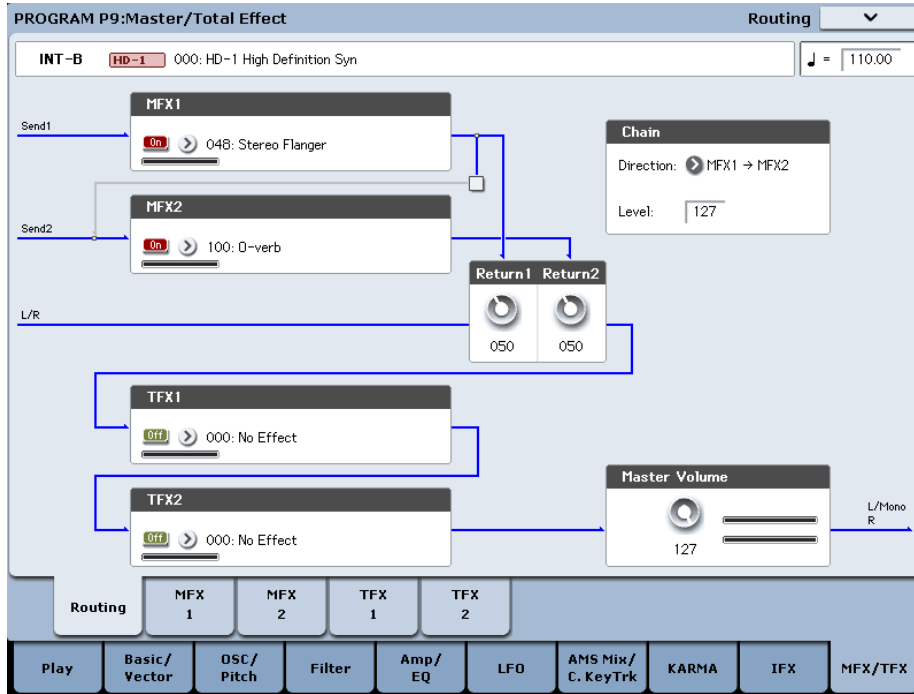 PROGRAM P9:Master/Total Effect
Routing
INT-B HD-1 000: HD-1 High Definition Syn
♩ = 110.00
MFX1
Send1
On 048: Stereo Flanger
Chain
Direction: MFX1 → MFX2
Level: 127
MFX2
Send2
On 100: O-verb
Return1 Return2
L/R
050 050
TFX1
Off 000: No Effect
TFX2
Off 000: No Effect
Master Volume
127
L/Mono
R
Routing
MFX
1
MFX
2
TFX
1
TFX
2
Play
Basic/
Vector
OSC/
Pitch
Filter
Amp/
EQ
LFO
AMS Mix/
C. KeyTrk
KARMA
IFX
MFX/TFX